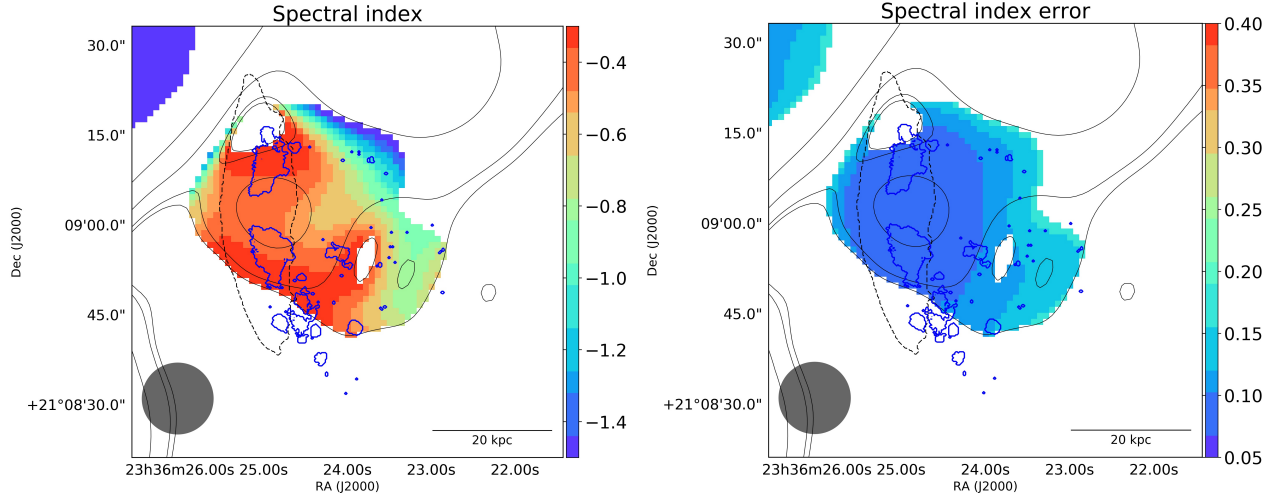 Spectral index
30.0"
15.0"
09'00.0"
45.0"
+21°08'30.0"
Dec (J2000)
23h36m26.00s 25.00s 24.00s 23.00s 22.00s
RA (J2000)
20 kpc
−0.4
−0.6
−0.8
−1.0
−1.2
−1.4
Spectral index error
30.0"
15.0"
09'00.0"
45.0"
+21°08'30.0"
Dec (J2000)
23h36m26.00s 25.00s 24.00s 23.00s 22.00s
RA (J2000)
20 kpc
0.40
0.35
0.30
0.25
0.20
0.15
0.10
0.05